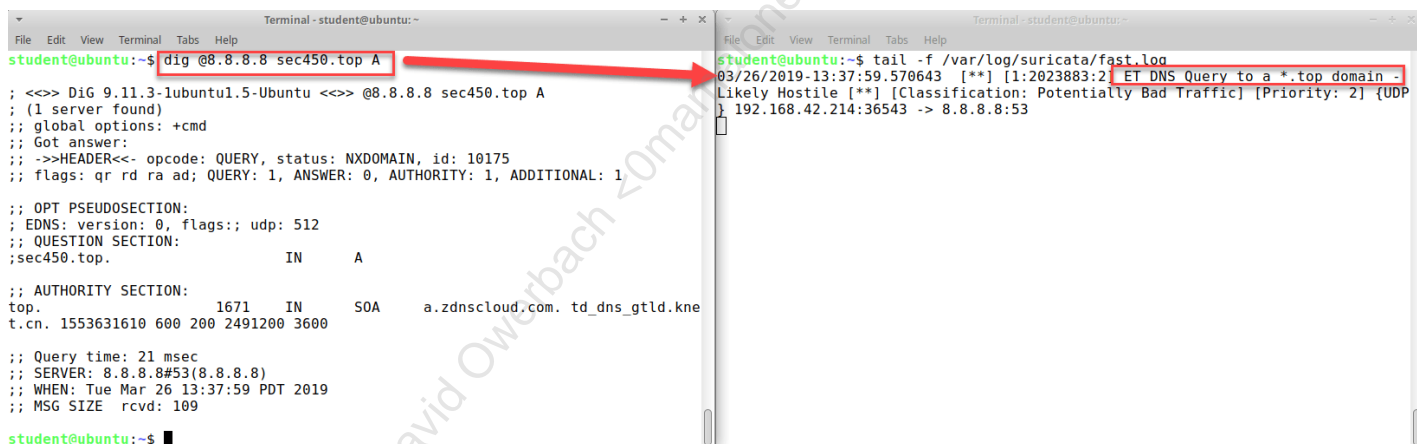 Terminal - student@ubuntu: ~
File Edit View Terminal Tabs Help
student@ubuntu:~$ dig @8.8.8.8 sec450.top A
; <<>> DiG 9.11.3-1ubuntu1.5-Ubuntu <<>> @8.8.8.8 sec450.top A
; (1 server found)
;; global options: +cmd
;; Got answer:
;; ->>HEADER<<- opcode: QUERY, status: NXDOMAIN, id: 10175
;; flags: qr rd ra ad; QUERY: 1, ANSWER: 0, AUTHORITY: 1, ADDITIONAL: 1
;; OPT PSEUDOSECTION:
; EDNS: version: 0, flags:; udp: 512
;; QUESTION SECTION:
;sec450.top. IN A
;; AUTHORITY SECTION:
top. 1671 IN SOA a.zdnscloud.com. td_dns_gtld.kne
t.cn. 1553631610 600 200 2491200 3600
;; Query time: 21 msec
;; SERVER: 8.8.8.8#53(8.8.8.8)
;; WHEN: Tue Mar 26 13:37:59 PDT 2019
;; MSG SIZE rcvd: 109
student@ubuntu:~$
Terminal - student@ubuntu: ~
File Edit View Terminal Tabs Help
student@ubuntu:~$ tail -f /var/log/suricata/fast.log
03/26/2019-13:37:59.570643 [**] [1:2023883:2] ET DNS Query to a *.top domain -
Likely Hostile [**] [Classification: Potentially Bad Traffic] [Priority: 2] {UDP
} 192.168.42.214:36543 -> 8.8.8.8:53
David Owerbach <0man